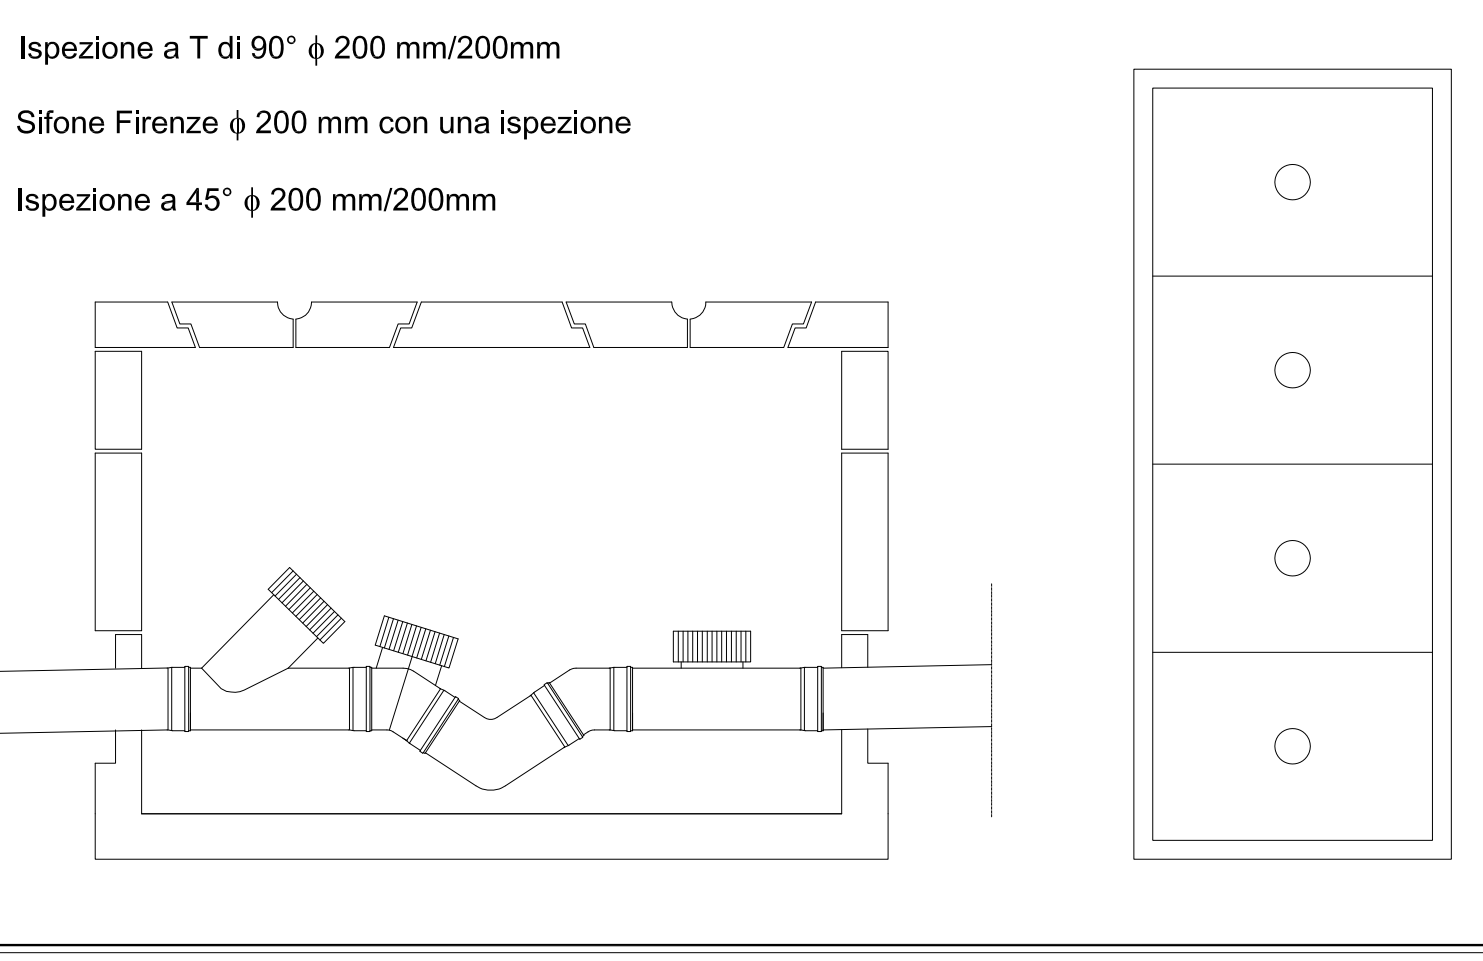 Ispezione a T di 90° ϕ 200 mm/200mm
Sifone Firenze ϕ 200 mm con una ispezione
Ispezione a 45° ϕ 200 mm/200mm